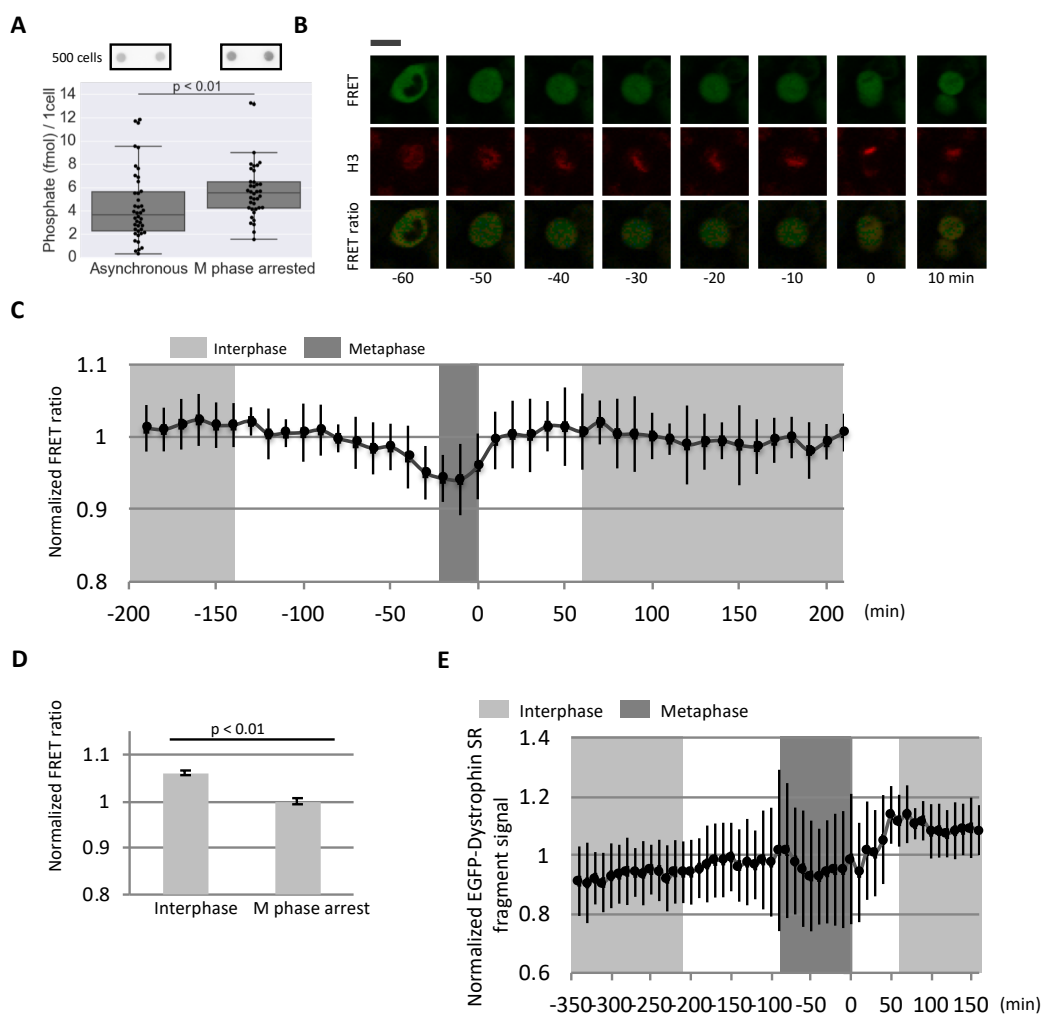 A
500 cells
p < 0.01
Phosphate (fmol) / 1cell
14
12
10
8
6
4
2
0
Asynchronous
M phase arrested
B
FRET
H3
FRET ratio
-60
-50
-40
-30
-20
-10
0
10 min
C
Interphase
Metaphase
Normalized FRET ratio
1.1
1
0.9
0.8
-200
-150
-100
-50
0
50
100
150
200
(min)
D
p < 0.01
Normalized FRET ratio
1.1
1
0.9
0.8
Interphase
M phase arrest
E
Interphase
Metaphase
Normalized EGFP-Dystrophin SR
fragment signal
1.4
1.2
1
0.8
0.6
-350
-300
-250
-200
-150
-100
-50
0
50
100
150
(min)